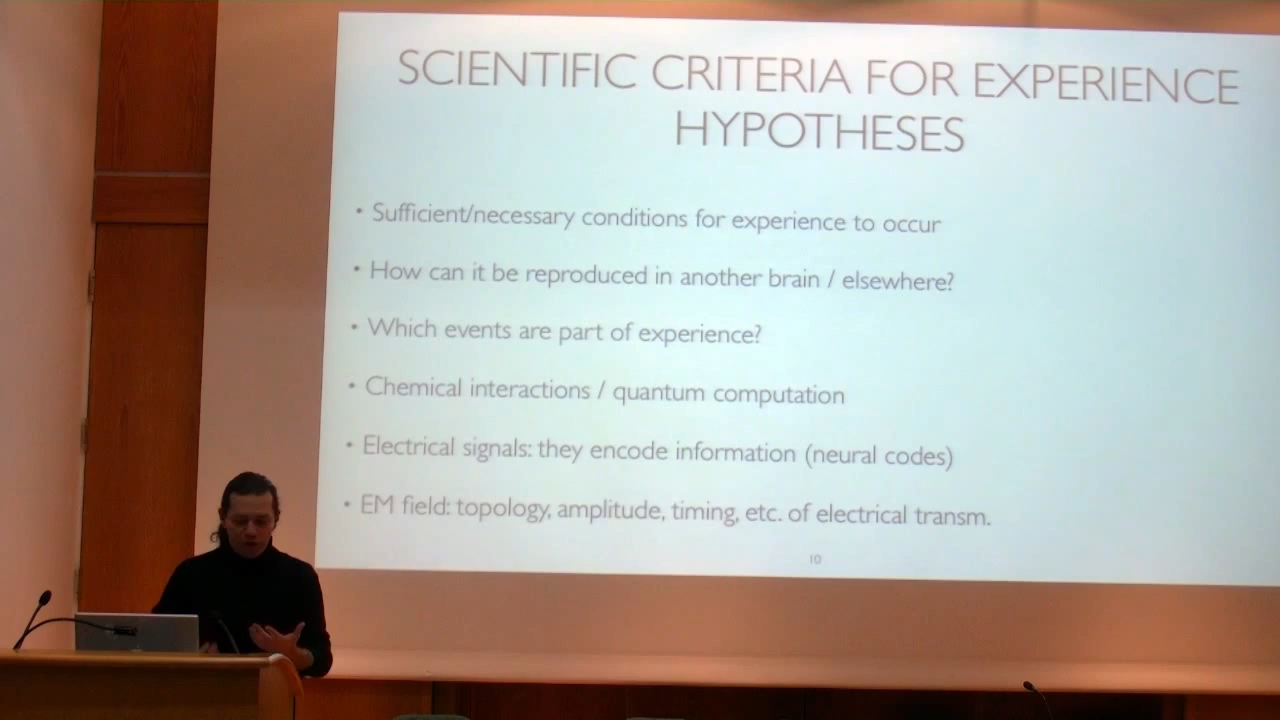 SCIENTIFIC CRITERIA FOR EXPERIENCE
HYPOTHESES
• Sufficient/necessary conditions for experience to occur
• How can it be reproduced in another brain / elsewhere?
• Which events are part of experience?
• Chemical interactions / quantum computation
• Electrical signals: they encode information (neural codes)
• EM field: topology, amplitude, timing, etc. of electrical transm.
10